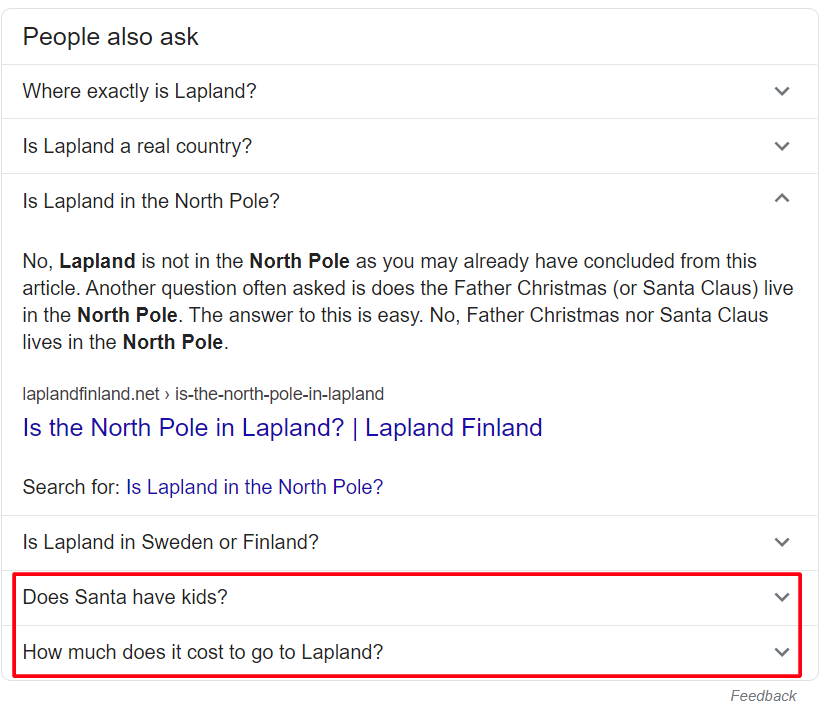 People also ask
Where exactly is Lapland?
Is Lapland a real country?
Is Lapland in the North Pole?
No, Lapland is not in the North Pole as you may already have concluded from this
article. Another question often asked is does the Father Christmas (or Santa Claus) live
in the North Pole. The answer to this is easy. No, Father Christmas nor Santa Claus
lives in the North Pole.
laplandfinland.net › is-the-north-pole-in-lapland
Is the North Pole in Lapland? | Lapland Finland
Search for: Is Lapland in the North Pole?
Is Lapland in Sweden or Finland?
Does Santa have kids?
How much does it cost to go to Lapland?
Feedback